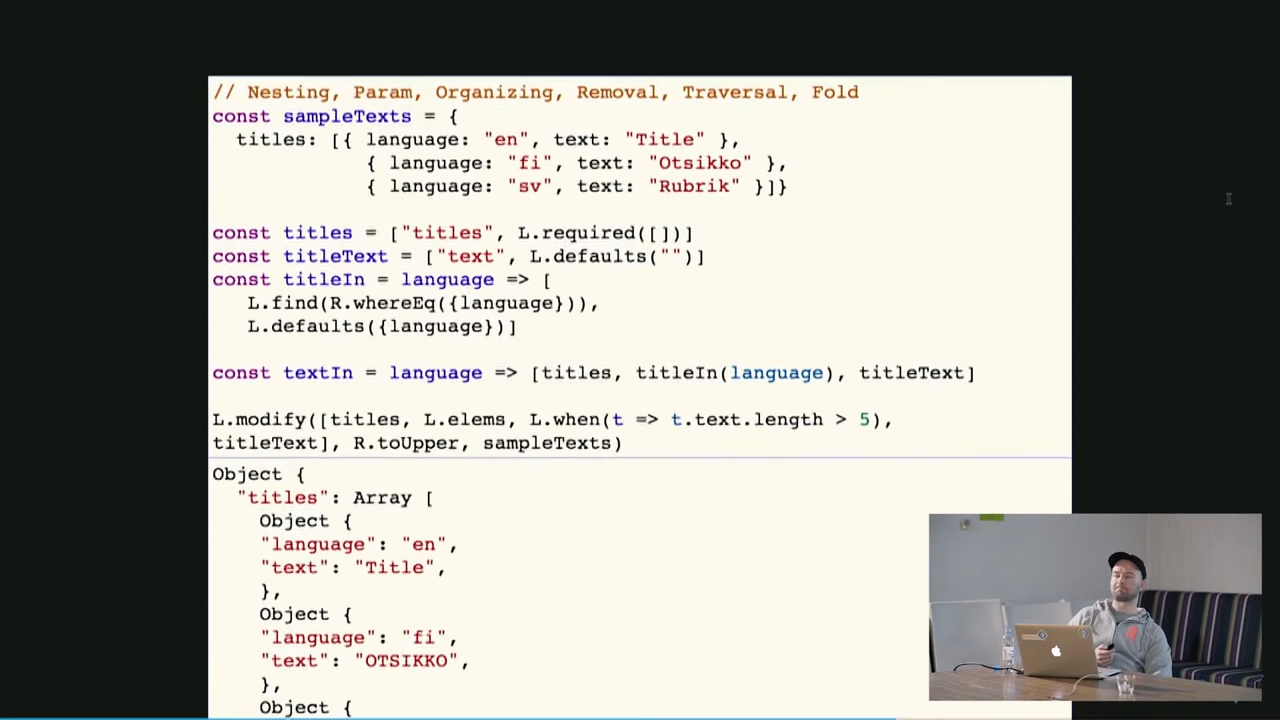 // Nesting, Param, Organizing, Removal, Traversal, Fold
const sampleTexts = {
  titles: [{ language: "en", text: "Title" },
             { language: "fi", text: "Otsikko" },
             { language: "sv", text: "Rubrik" }]}
const titles = ["titles", L.required([])]
const titleText = ["text", L.defaults("")]
const titleIn = language => [
   L.find(R.whereEq({language})),
   L.defaults({language})]
const textIn = language => [titles, titleIn(language), titleText]
L.modify([titles, L.elems, L.when(t => t.text.length > 5),
titleText], R.toUpper, sampleTexts)
Object {
  "titles": Array [
    Object {
    "language": "en",
    "text": "Title",
    },
    Object {
    "language": "fi",
    "text": "OTSIKKO",
    },
    Object {